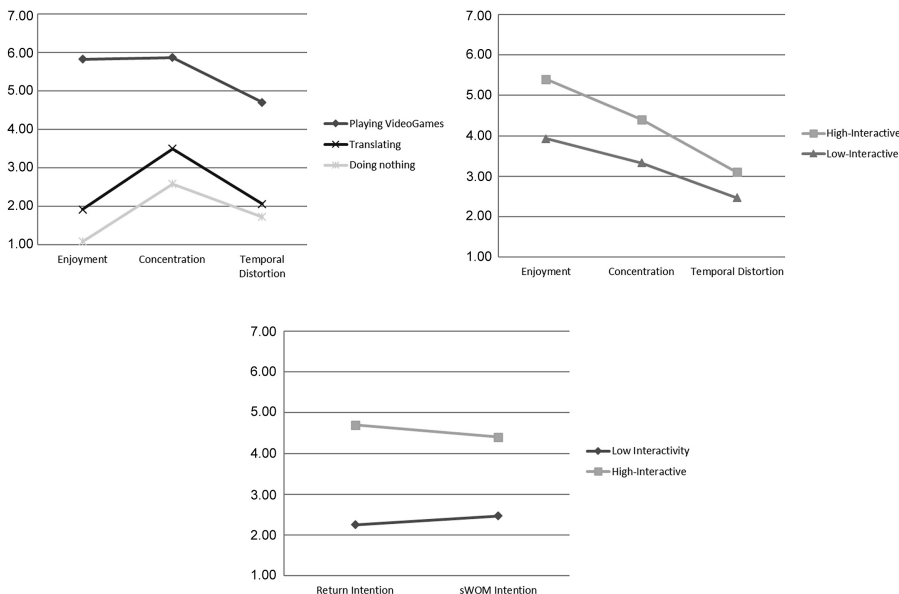 7.00
6.00
5.00
4.00
3.00
2.00
1.00
Enjoyment
Concentration
Temporal
Distortion
Playing VideoGames
Translating
Doing nothing
7.00
6.00
5.00
4.00
3.00
2.00
1.00
Enjoyment
Concentration
Temporal Distortion
High-Interactive
Low-Interactive
7.00
6.00
5.00
4.00
3.00
2.00
1.00
Return Intention
sWOM Intention
Low Interactivity
High-Interactive